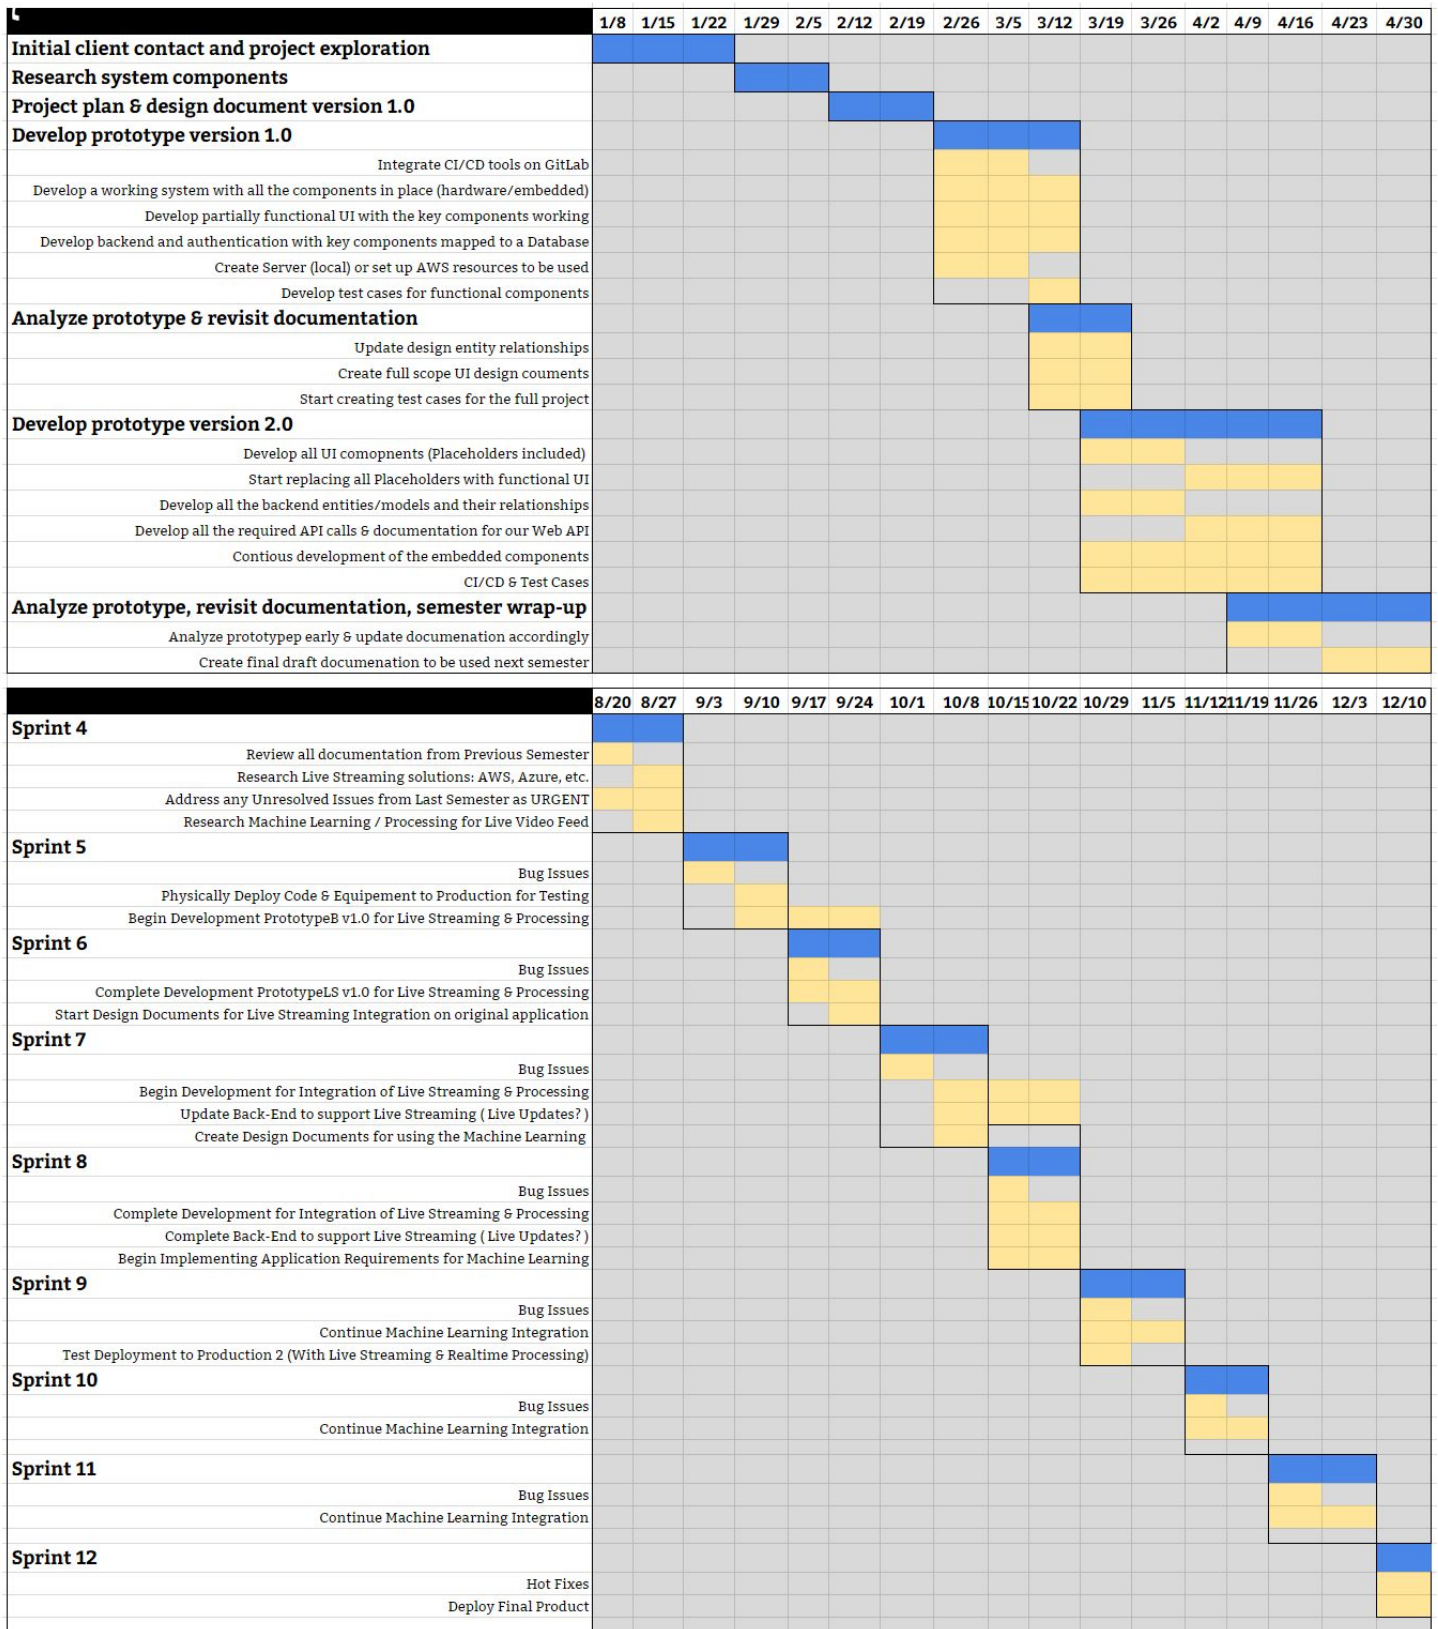 1/8 1/15 1/22 1/29 2/5 2/12 2/19 2/26 3/5 3/12 3/19 3/26 4/2 4/9 4/16 4/23 4/30
Initial client contact and project exploration
Research system components
Project plan & design document version 1.0
Develop prototype version 1.0
Integrate CI/CD tools on GitLab
Develop a working system with all the components in place (hardware/embedded)
Develop partially functional UI with the key components working
Develop backend and authentication with key components mapped to a Database
Create Server (local) or set up AWS resources to be used
Develop test cases for functional components
Analyze prototype & revisit documentation
Update design entity relationships
Create full scope UI design couments
Start creating test cases for the full project
Develop prototype version 2.0
Develop all UI comopnents (Placeholders included)
Start replacing all Placeholders with functional UI
Develop all the backend entities/models and their relationships
Develop all the required API calls & documentation for our Web API
Contious development of the embedded components
CI/CD & Test Cases
Analyze prototype, revisit documentation, semester wrap-up
Analyze prototypep early & update documenation accordingly
Create final draft documenation to be used next semester
8/20 8/27 9/3 9/10 9/17 9/24 10/1 10/8 10/15 10/22 10/29 11/5 11/12 11/19 11/26 12/3 12/10
Sprint 4
Review all documentation from Previous Semester
Research Live Streaming solutions: AWS, Azure, etc.
Address any Unresolved Issues from Last Semester as URGENT
Research Machine Learning / Processing for Live Video Feed
Sprint 5
Bug Issues
Physically Deploy Code & Equipement to Production for Testing
Begin Development PrototypeB v1.0 for Live Streaming & Processing
Sprint 6
Bug Issues
Complete Development PrototypeLS v1.0 for Live Streaming & Processing
Start Design Documents for Live Streaming Integration on original application
Sprint 7
Bug Issues
Begin Development for Integration of Live Streaming & Processing
Update Back-End to support Live Streaming ( Live Updates? )
Create Design Documents for using the Machine Learning
Sprint 8
Bug Issues
Complete Development for Integration of Live Streaming & Processing
Complete Back-End to support Live Streaming ( Live Updates? )
Begin Implementing Application Requirements for Machine Learning
Sprint 9
Bug Issues
Continue Machine Learning Integration
Test Deployment to Production 2 (With Live Streaming & Realtime Processing)
Sprint 10
Bug Issues
Continue Machine Learning Integration
Sprint 11
Bug Issues
Continue Machine Learning Integration
Sprint 12
Hot Fixes
Deploy Final Product